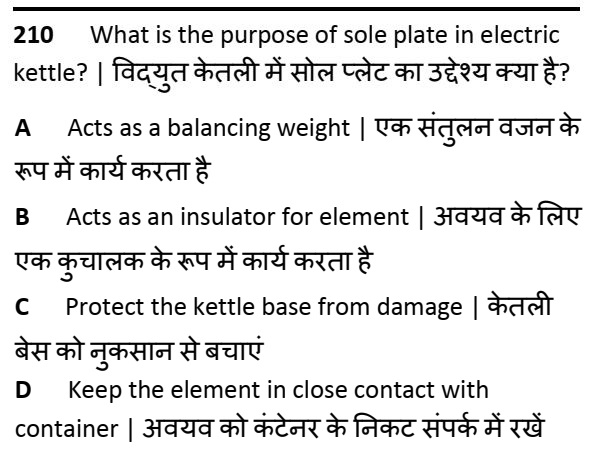 210 What is the purpose of sole plate in electric
kettle? | विद्युत केतली में सोल प्लेट का उद्देश्य क्या है?
A Acts as a balancing weight | एक संतुलन वजन के
रूप में कार्य करता है
B Acts as an insulator for element | अवयव के लिए
एक कुचालक के रूप में कार्य करता है
C Protect the kettle base from damage | केतली
बेस को नुकसान से बचाएं
D Keep the element in close contact with
container | अवयव को कंटेनर के निकट संपर्क में रखें